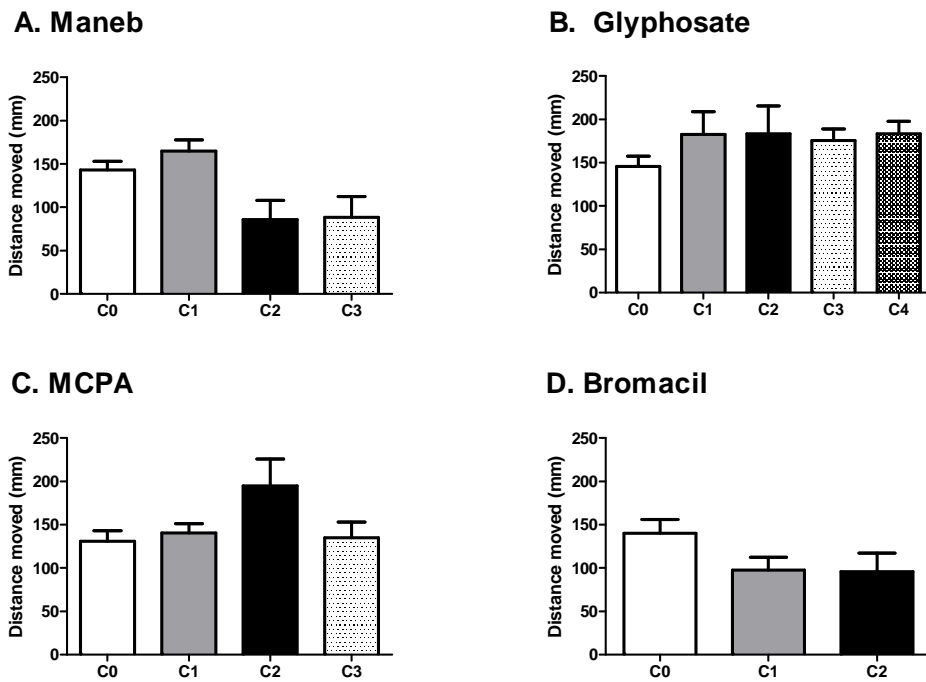 A. Maneb
Distance moved (mm)
250
200
150
100
50
0
C0 C1 C2 C3
B. Glyphosate
Distance moved (mm)
250
200
150
100
50
0
C0 C1 C2 C3 C4
C. MCPA
Distance moved (mm)
250
200
150
100
50
0
C0 C1 C2 C3
D. Bromacil
Distance moved (mm)
250
200
150
100
50
0
C0 C1 C2